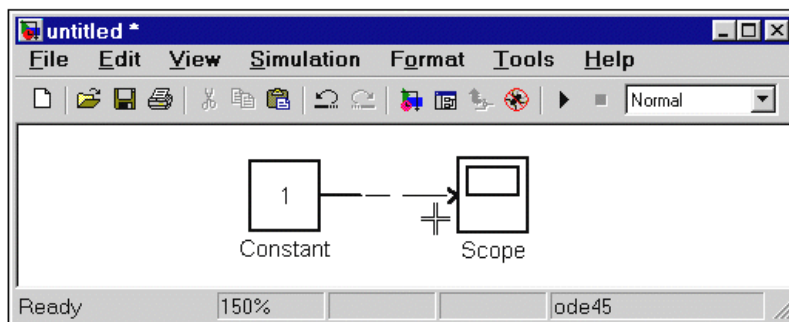 untitled *
File Edit View Simulation Format Tools Help
Normal
1
Constant Scope
Ready 150% ode45